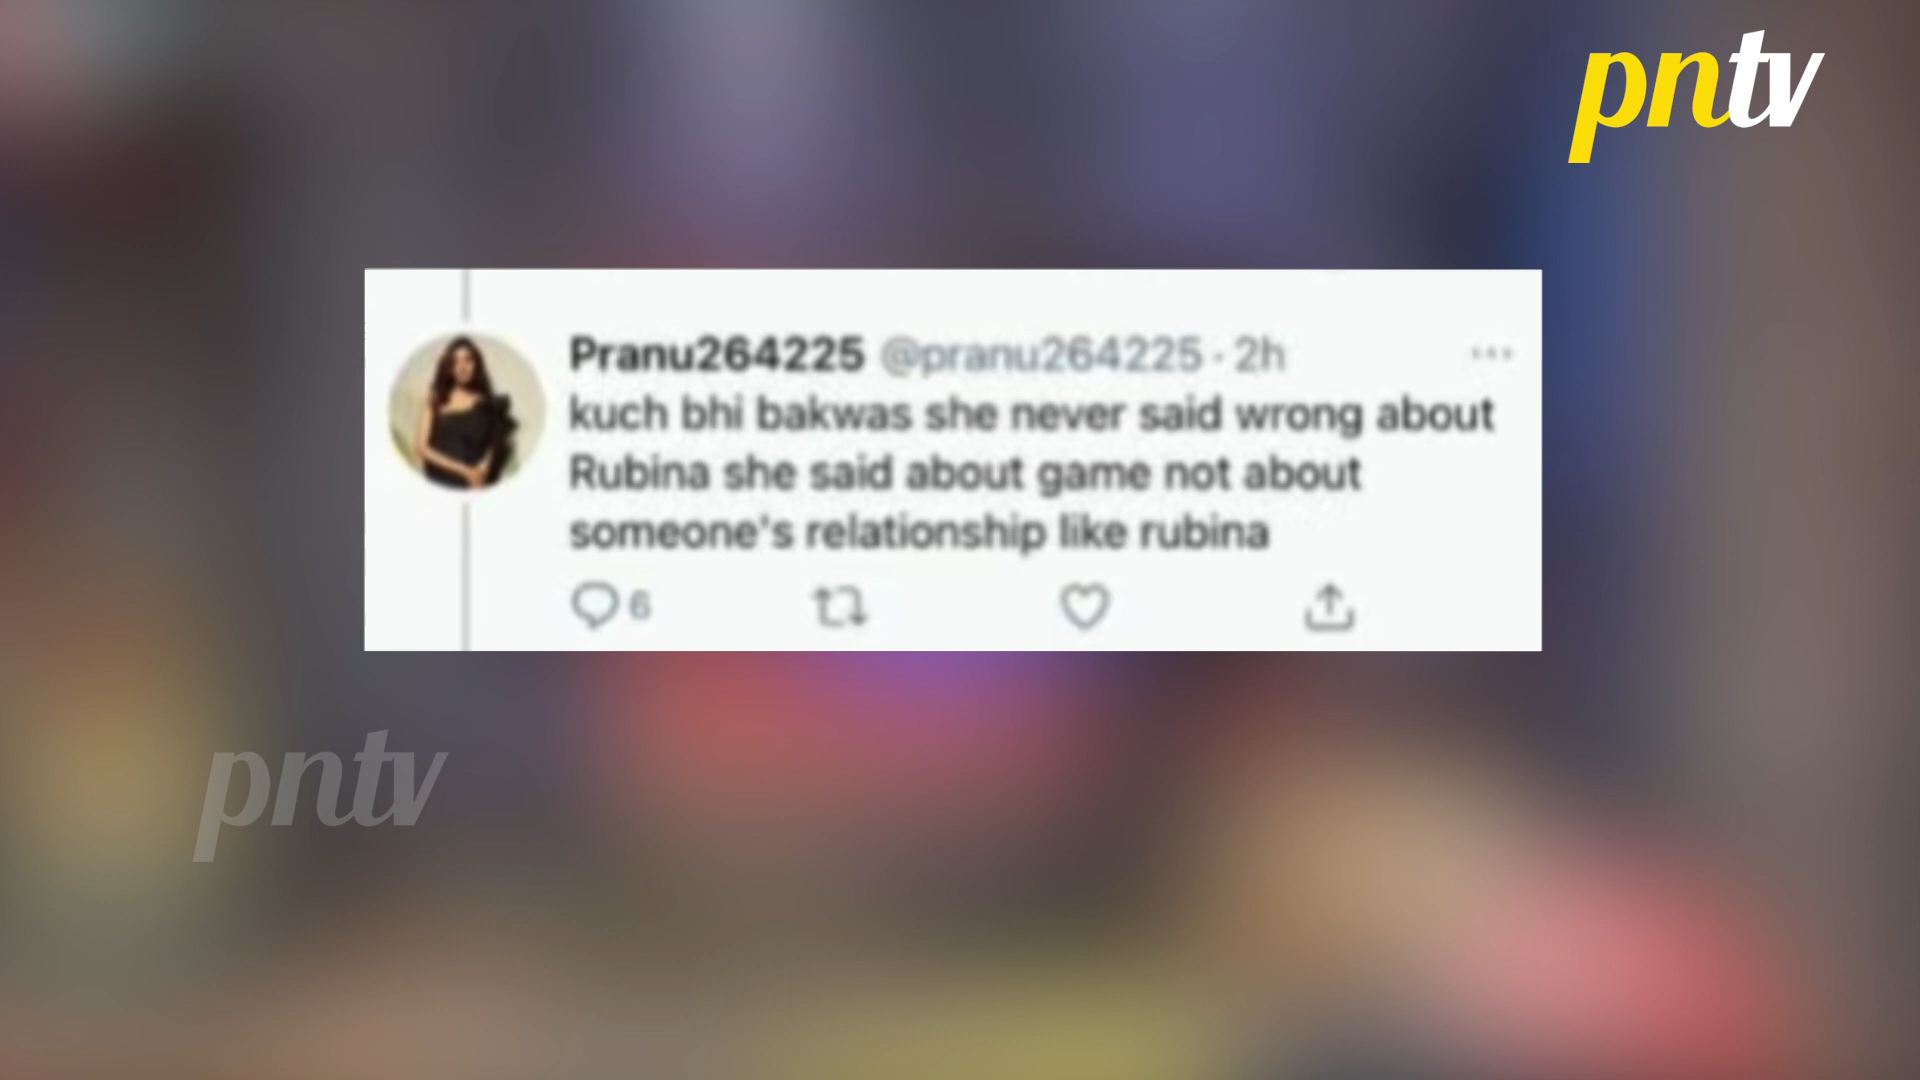 pntv
Pranu264225 @pranu264225 · 2h
kuch bhi bakwas she never said wrong about
Rubina she said about game not about
someone's relationship like rubina
6
pntv